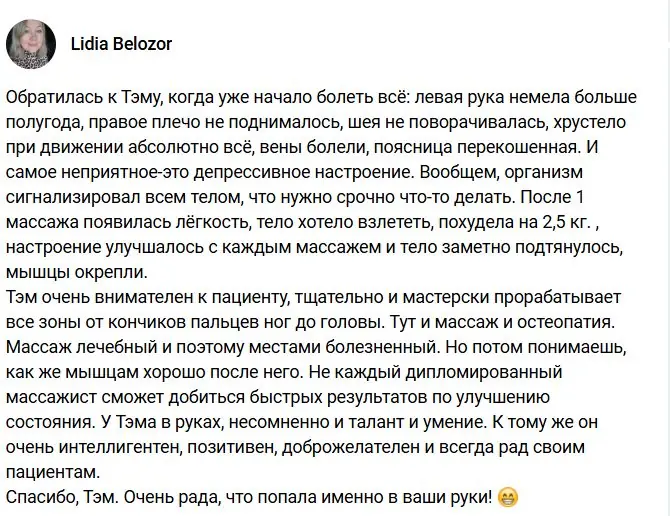 Lidia Belozor
Обратилась к Тэму, когда уже начало болеть всё: левая рука немела больше
полугода, правое плечо не поднималось, шея не поворачивалась, хрустело
при движении абсолютно всё, вены болели, поясница перекошенная. И
самое неприятное-это депрессивное настроение. Вообщем, организм
сигнализировал всем телом, что нужно срочно что-то делать. После 1
массажа появилась лёгкость, тело хотело взлететь, похудела на 2,5 кг. ,
настроение улучшалось с каждым массажем и тело заметно подтянулось,
мышцы окрепли.
Тэм очень внимателен к пациенту, тщательно и мастерски прорабатывает
все зоны от кончиков пальцев ног до головы. Тут и массаж и остеопатия.
Массаж лечебный и поэтому местами болезненный. Но потом понимаешь,
как же мышцам хорошо после него. Не каждый дипломированный
массажист сможет добиться быстрых результатов по улучшению
состояния. У Тэма в руках, несомненно и талант и умение. К тому же он
очень интеллигентен, позитивен, доброжелателен и всегда рад своим
пациентам.
Спасибо, Тэм. Очень рада, что попала именно в ваши руки! 😁